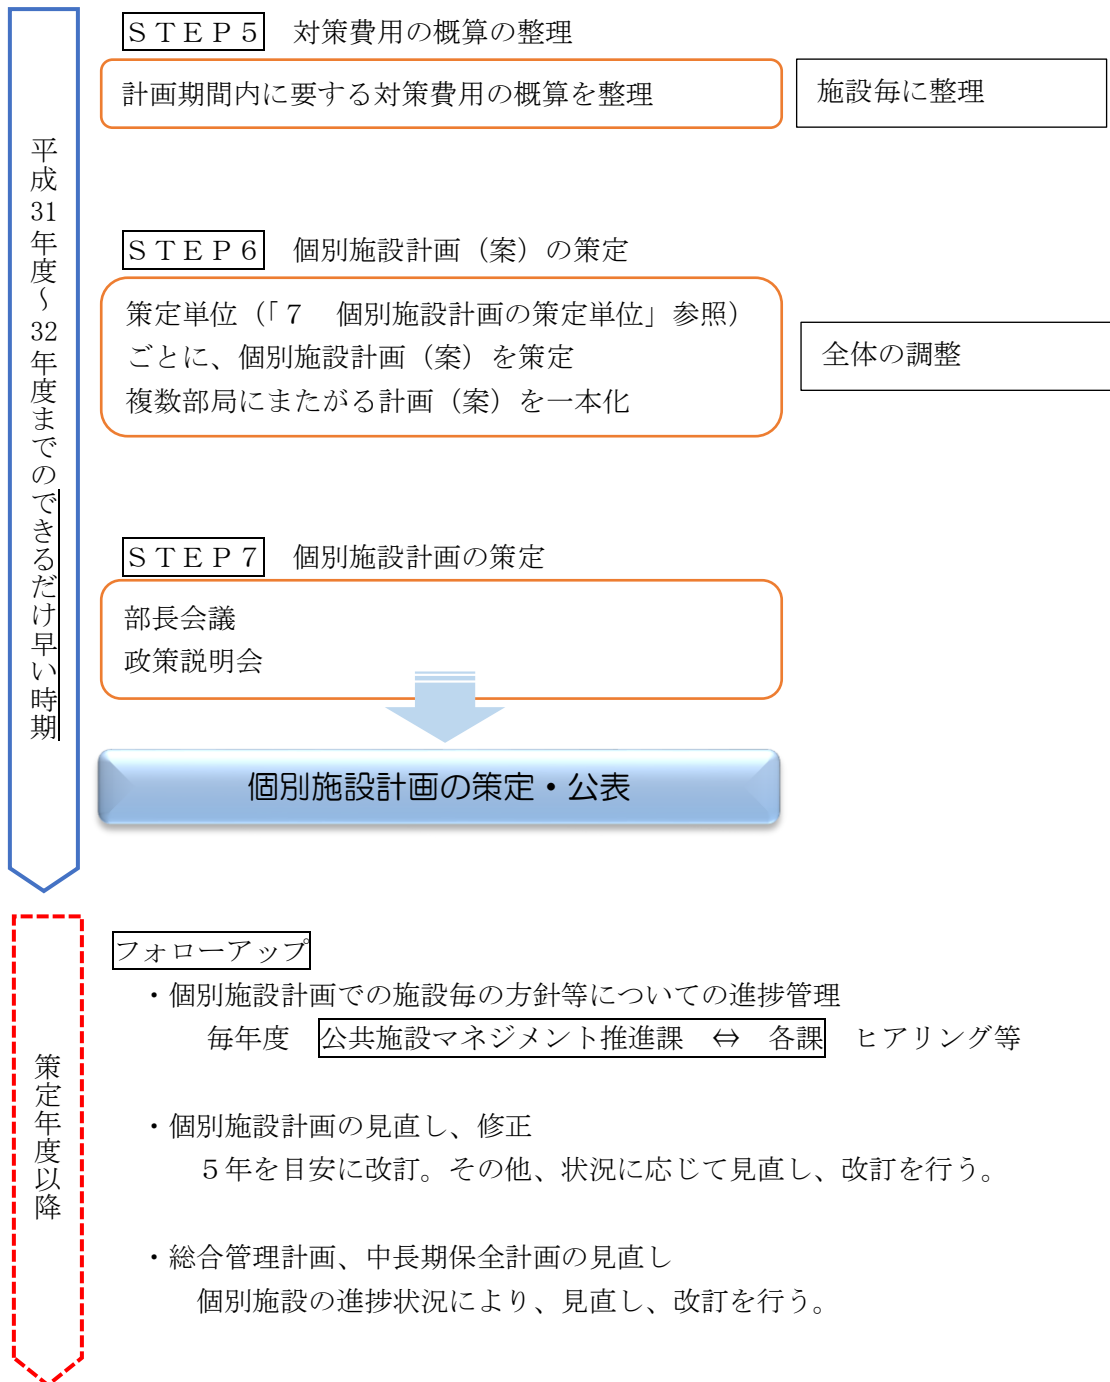 ＳＴＥＰ５　対策費用の概算の整理
計画期間内に要する対策費用の概算を整理
施設毎に整理
平成31年度～32年度までのできるだけ早い時期
ＳＴＥＰ６　個別施設計画（案）の策定
策定単位（「７　個別施設計画の策定単位」参照）
ごとに、個別施設計画（案）を策定
複数部局にまたがる計画（案）を一本化
全体の調整
ＳＴＥＰ７　個別施設計画の策定
部長会議
政策説明会
個別施設計画の策定・公表
策定年度以降
フォローアップ
・個別施設計画での施設毎の方針等についての進捗管理
毎年度　公共施設マネジメント推進課　⇔　各課　ヒアリング等
・個別施設計画の見直し、修正
５年を目安に改訂。その他、状況に応じて見直し、改訂を行う。
・総合管理計画、中長期保全計画の見直し
個別施設の進捗状況により、見直し、改訂を行う。